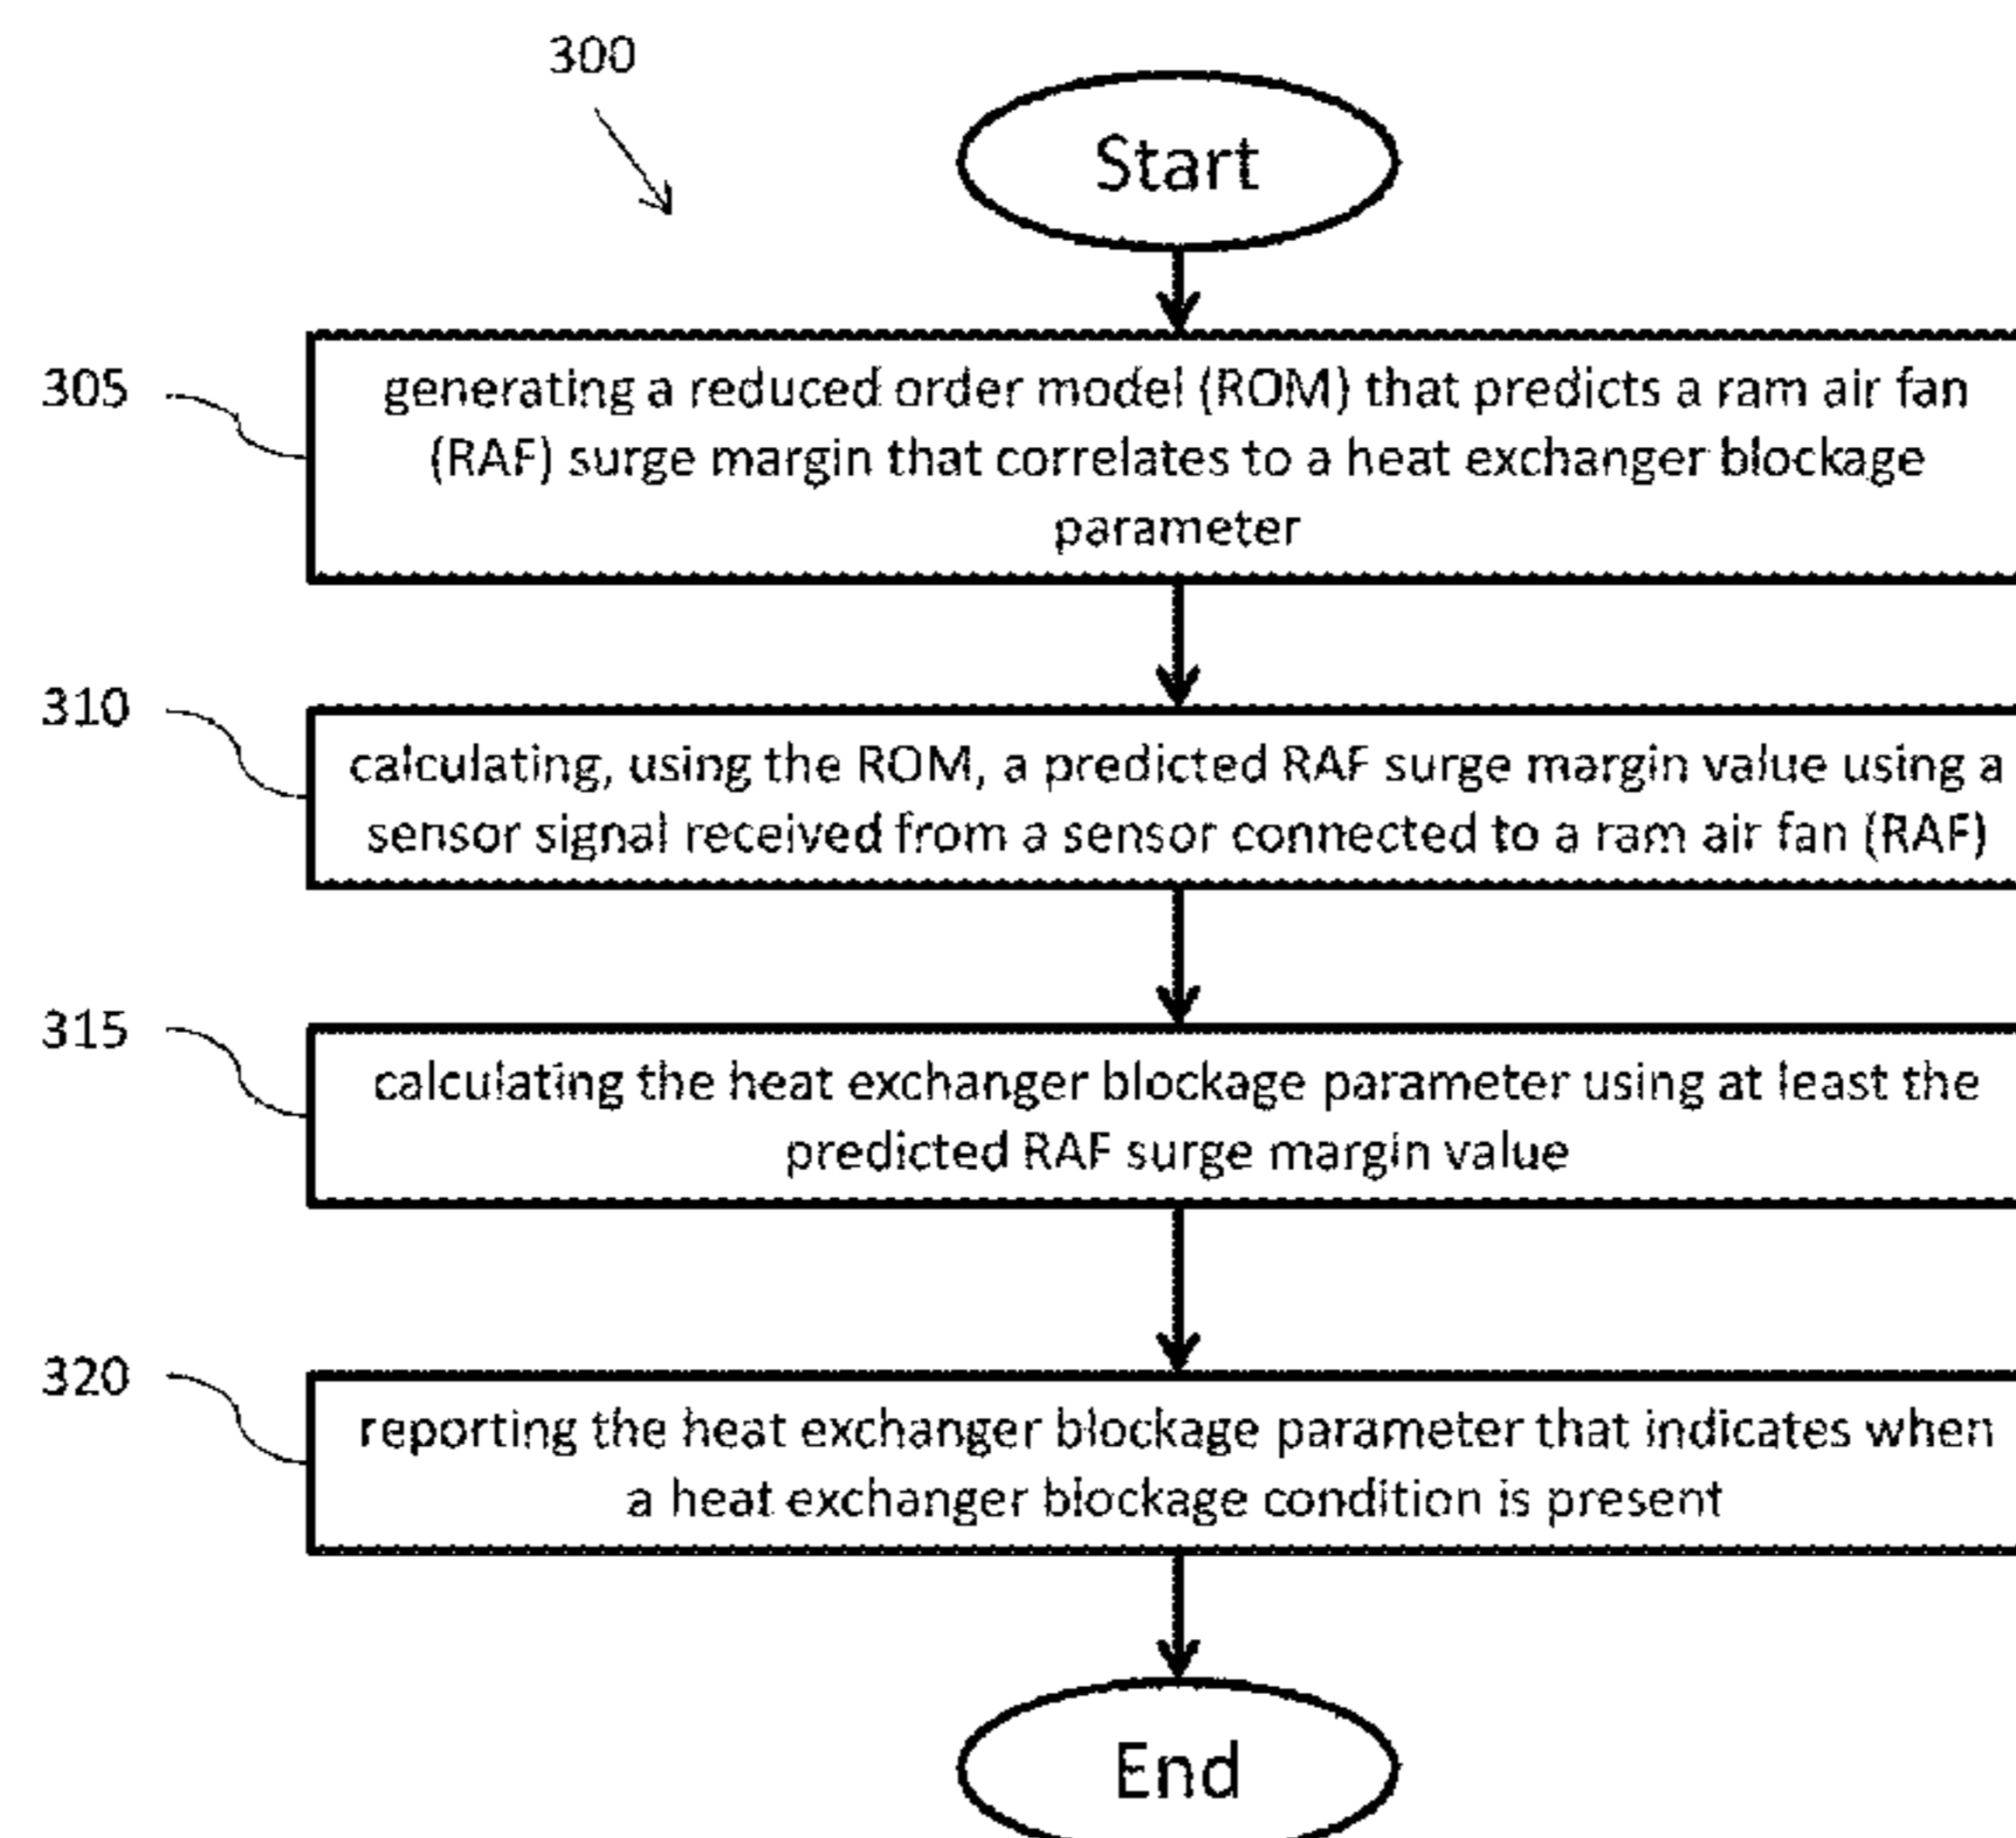 300
Start
305
generating a reduced order model (ROM) that predicts a ram air fan
(RAF) surge margin that correlates to a heat exchanger blockage
parameter
310
calculating, using the ROM, a predicted RAF surge margin value using a
sensor signal received from a sensor connected to a ram air fan (RAF)
315
calculating the heat exchanger blockage parameter using at least the
predicted RAF surge margin value
320
reporting the heat exchanger blockage parameter that indicates when
a heat exchanger blockage condition is present
End